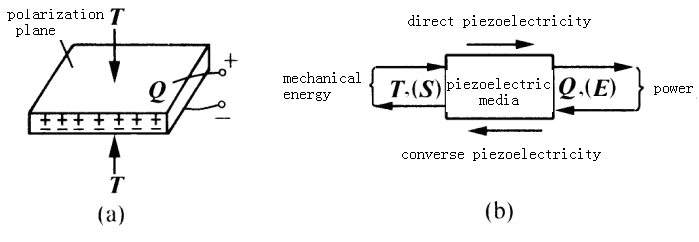 polarization
plane
T
Q
+
−
+ + + + + + +
− − − − − − −
T
(a)
direct piezoelectricity
mechanical
energy
T,(S)
piezoelectric
media
Q,(E)
power
converse piezoelectricity
(b)